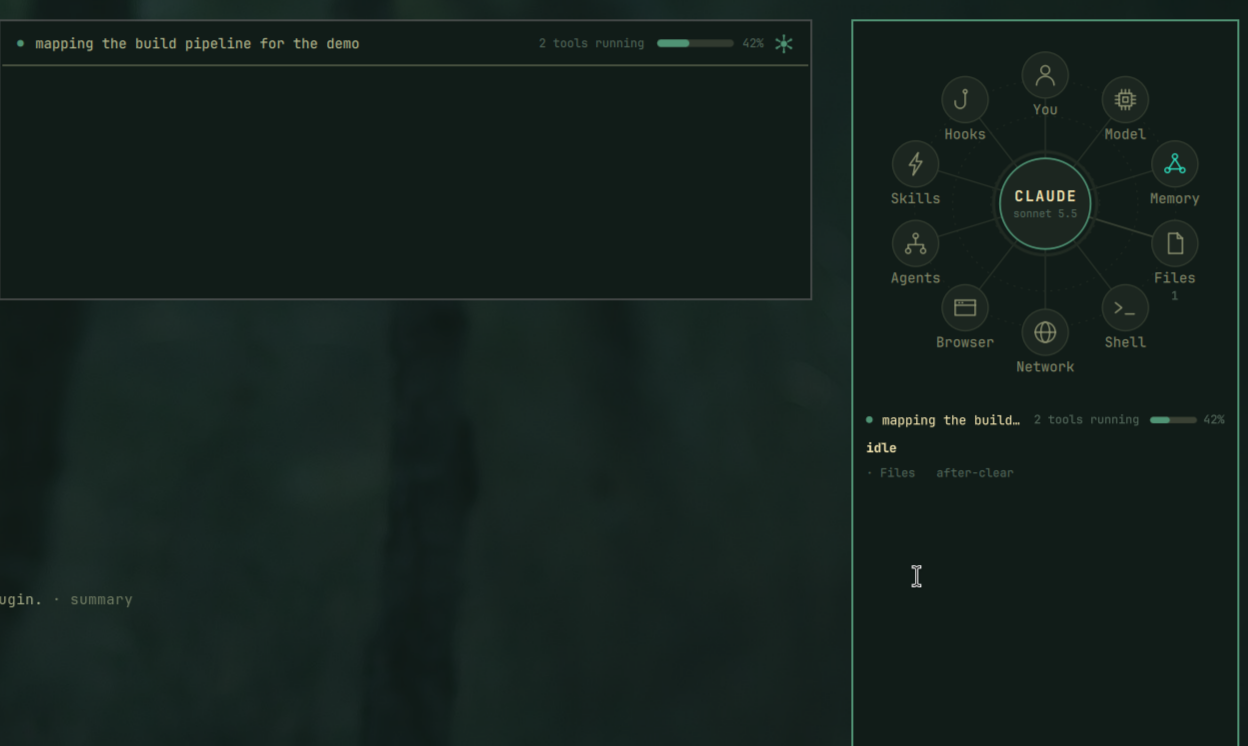 mapping the build pipeline for the demo 2 tools running 42%
You
Hooks
Model
Skills
Memory
CLAUDE
sonnet 5.5
Agents
Files
1
Browser
Shell
Network
mapping the build… 2 tools running 42%
idle
· Files after-clear
ugin. · summary